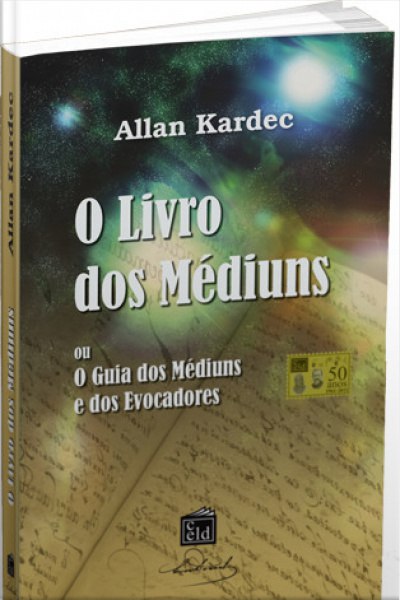 Allan Kardec
O Livro
dos Médiuns
ou
O Guia dos Médiuns
e dos Evocadores
50
anos
celd
Allan Kardec
O Livro dos Médiuns